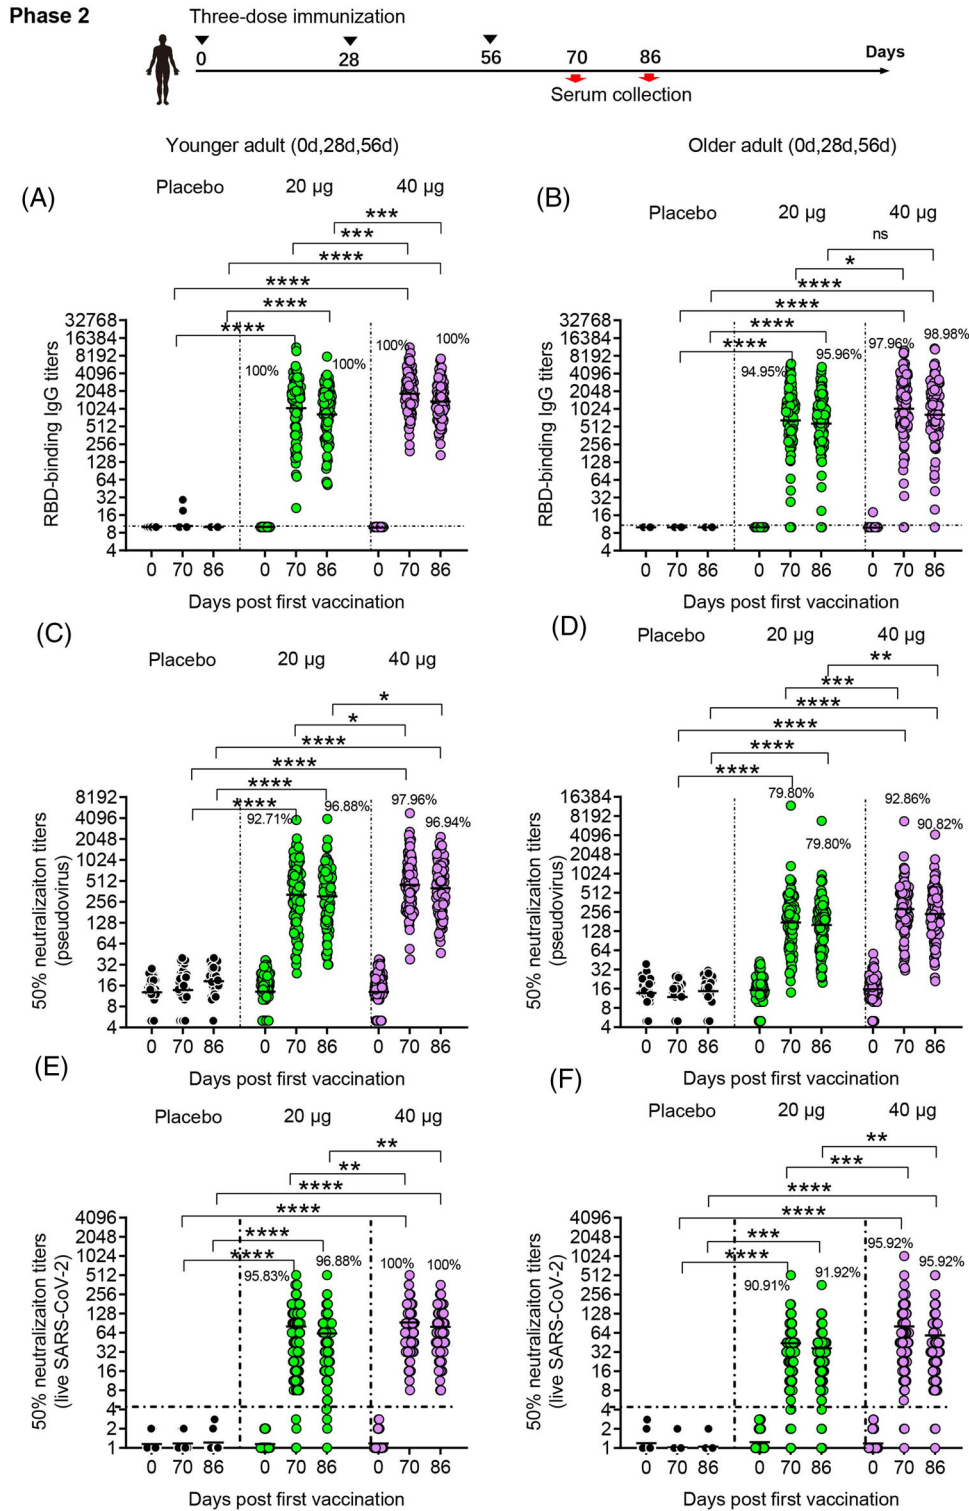 Phase 2
Three-dose immunization
0 28 56 70 86 Days
Serum collection
Younger adult (0d,28d,56d)
Older adult (0d,28d,56d)
(A)
Placebo 20 µg 40 µg
***
***
****
****
****
****
RBD-binding IgG titers
32768
16384
8192
4096
2048
1024
512
256
128
64
32
16
8
4
100% 100% 100% 100%
0 70 86 0 70 86 0 70 86
Days post first vaccination
(B)
Placebo 20 µg 40 µg
ns
*
****
****
****
****
RBD-binding IgG titers
32768
16384
8192
4096
2048
1024
512
256
128
64
32
16
8
4
94.95% 95.96% 97.96% 98.98%
0 70 86 0 70 86 0 70 86
Days post first vaccination
(C)
Placebo 20 µg 40 µg
*
*
****
****
****
****
50% neutralization titers
(pseudovirus)
8192
4096
2048
1024
512
256
128
64
32
16
8
4
92.71% 96.88% 97.96% 96.94%
0 70 86 0 70 86 0 70 86
Days post first vaccination
(D)
Placebo 20 µg 40 µg
**
***
****
****
****
****
50% neutralization titers
(pseudovirus)
16384
8192
4096
2048
1024
512
256
128
64
32
16
8
4
79.80% 79.80% 92.86% 90.82%
0 70 86 0 70 86 0 70 86
Days post first vaccination
(E)
Placebo 20 µg 40 µg
**
**
****
****
****
****
50% neutralization titers
(live SARS-CoV-2)
4096
2048
1024
512
256
128
64
32
16
8
4
2
1
95.83% 96.88% 100% 100%
0 70 86 0 70 86 0 70 86
Days post first vaccination
(F)
Placebo 20 µg 40 µg
**
***
****
****
***
****
50% neutralization titers
(live SARS-CoV-2)
4096
2048
1024
512
256
128
64
32
16
8
4
2
1
90.91% 91.92% 95.92% 95.92%
0 70 86 0 70 86 0 70 86
Days post first vaccination